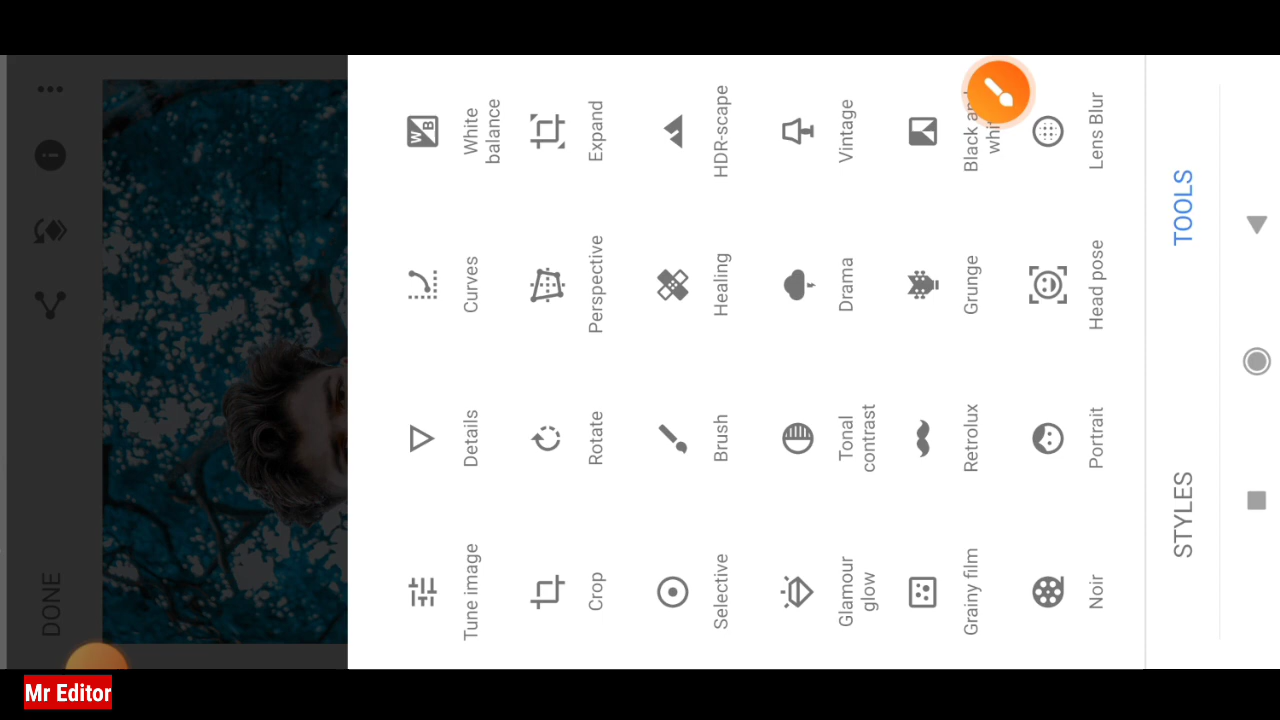 DONE
Tune image
Details
Curves
White
balance
Crop
Rotate
Perspective
Expand
Selective
Brush
Healing
HDR-scape
Glamour
glow
Tonal
contrast
Drama
Vintage
Grainy film
Retrolux
Grunge
Black
Noir
Portrait
Head pose
Lens Blur
STYLES
TOOLS
Mr Editor